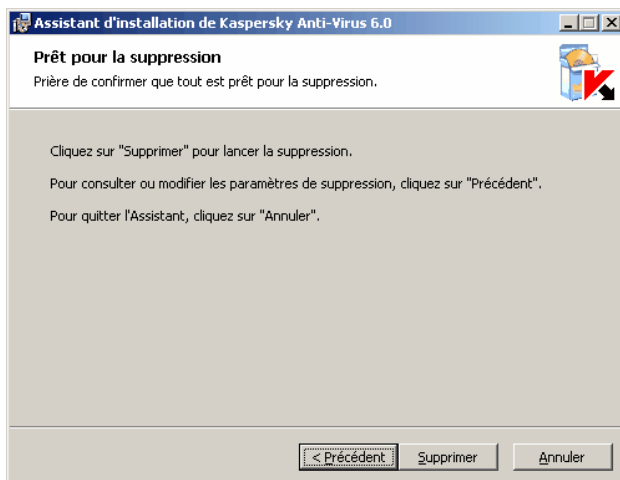 Assistant d'installation de Kaspersky Anti-Virus 6.0
Prêt pour la suppression
Prière de confirmer que tout est prêt pour la suppression.
Cliquez sur "Supprimer" pour lancer la suppression.
Pour consulter ou modifier les paramètres de suppression, cliquez sur "Précédent".
Pour quitter l'Assistant, cliquez sur "Annuler".
< Précédent
Supprimer
Annuler